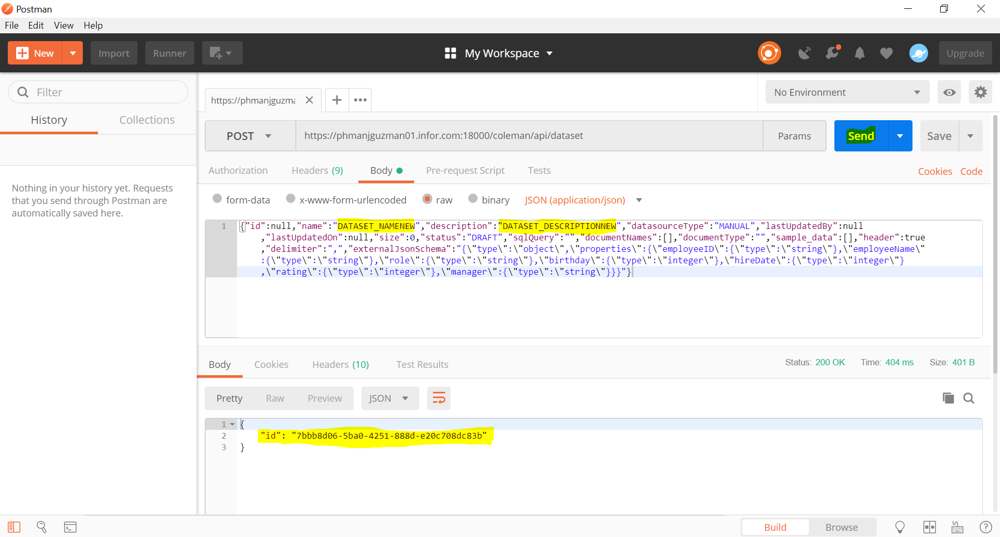 Postman
File Edit View Help
New Import Runner My Workspace Upgrade
Filter
History Collections
Nothing in your history yet. Requests
that you send through Postman are
automatically saved here.
https://phmanjguzma
No Environment
POST https://phmanjguzman01.infor.com:18000/coleman/api/dataset Params Send Save
Authorization Headers (9) Body Pre-request Script Tests Cookies Code
form-data x-www-form-urlencoded raw binary JSON (application/json)
1 {"id":null,"name":"DATASET_NAMENEW","description":"DATASET_DESCRIPTIONNEW","datasourceType":"MANUAL","lastUpdatedBy":null
,"lastUpdatedOn":null,"size":0,"status":"DRAFT","sqlQuery":"","documentNames":[],"documentType":"","sample_data":[],"header":true
,"delimiter":",","externalJsonSchema":"{\"type\":\"object\",\"properties\":{\"employeeID\":{\"type\":\"string\"},\"employeeName\"
:{\"type\":\"string\"},\"role\":{\"type\":\"string\"},\"birthday\":{\"type\":\"integer\"},\"hireDate\":{\"type\":\"integer\"}
,\"rating\":{\"type\":\"integer\"},\"manager\":{\"type\":\"string\"}}}"}
Body Cookies Headers (10) Test Results Status: 200 OK Time: 404 ms Size: 401 B
Pretty Raw Preview JSON
1 {
2 "id": "7bbb8d06-5ba0-4251-888d-e20c708dc83b"
3 }
Build Browse